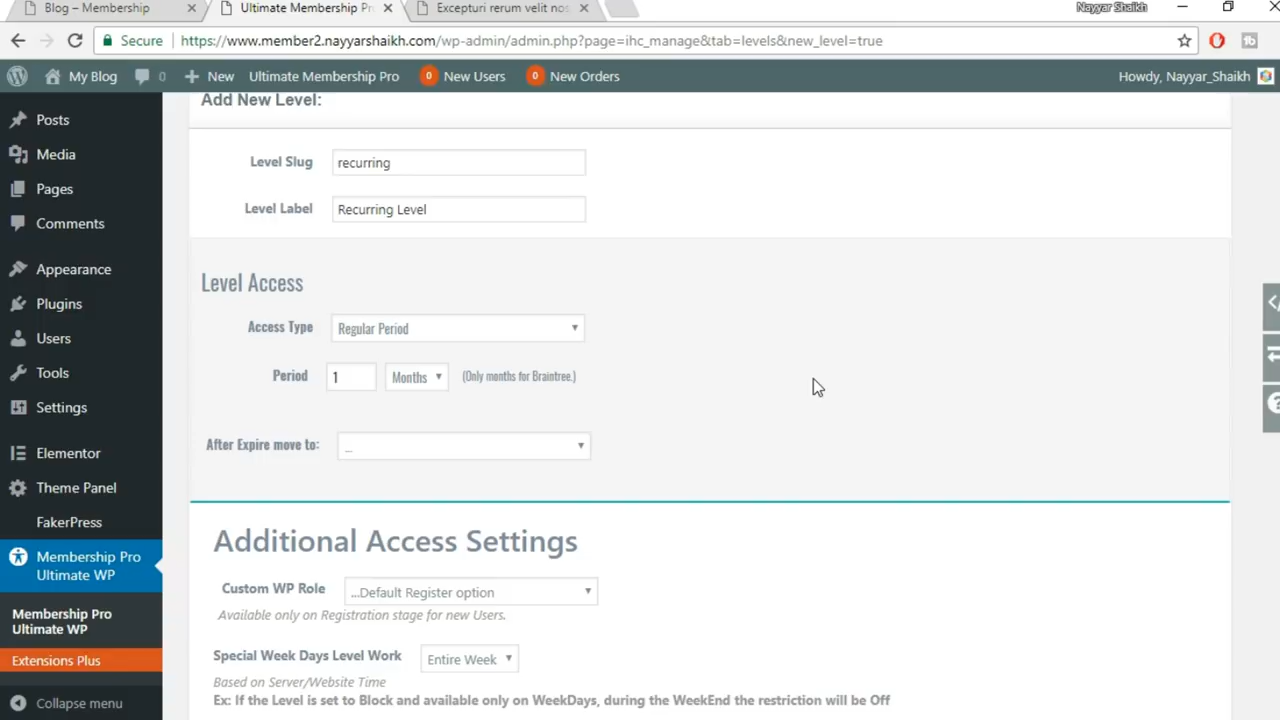 Blog – Membership
Ultimate Membership Pr
Excepturi rerum velit nos
Nayyar Shaikh
Secure
https://www.member2.nayyarshaikh.com/wp-admin/admin.php?page=ihc_manage&tab=levels&new_level=true
My Blog
0
New
Ultimate Membership Pro
0
New Users
0
New Orders
Howdy, Nayyar_Shaikh
Posts
Media
Pages
Comments
Appearance
Plugins
Users
Tools
Settings
Elementor
Theme Panel
FakerPress
Membership Pro
Ultimate WP
Membership Pro
Ultimate WP
Extensions Plus
Collapse menu
Add New Level:
Level Slug
recurring
Level Label
Recurring Level
Level Access
Access Type
Regular Period
Period
1
Months
(Only months for Braintree.)
After Expire move to:
...
Additional Access Settings
Custom WP Role
...Default Register option
Available only on Registration stage for new Users.
Special Week Days Level Work
Entire Week
Based on Server/Website Time
Ex: If the Level is set to Block and available only on WeekDays, during the WeekEnd the restriction will be Off